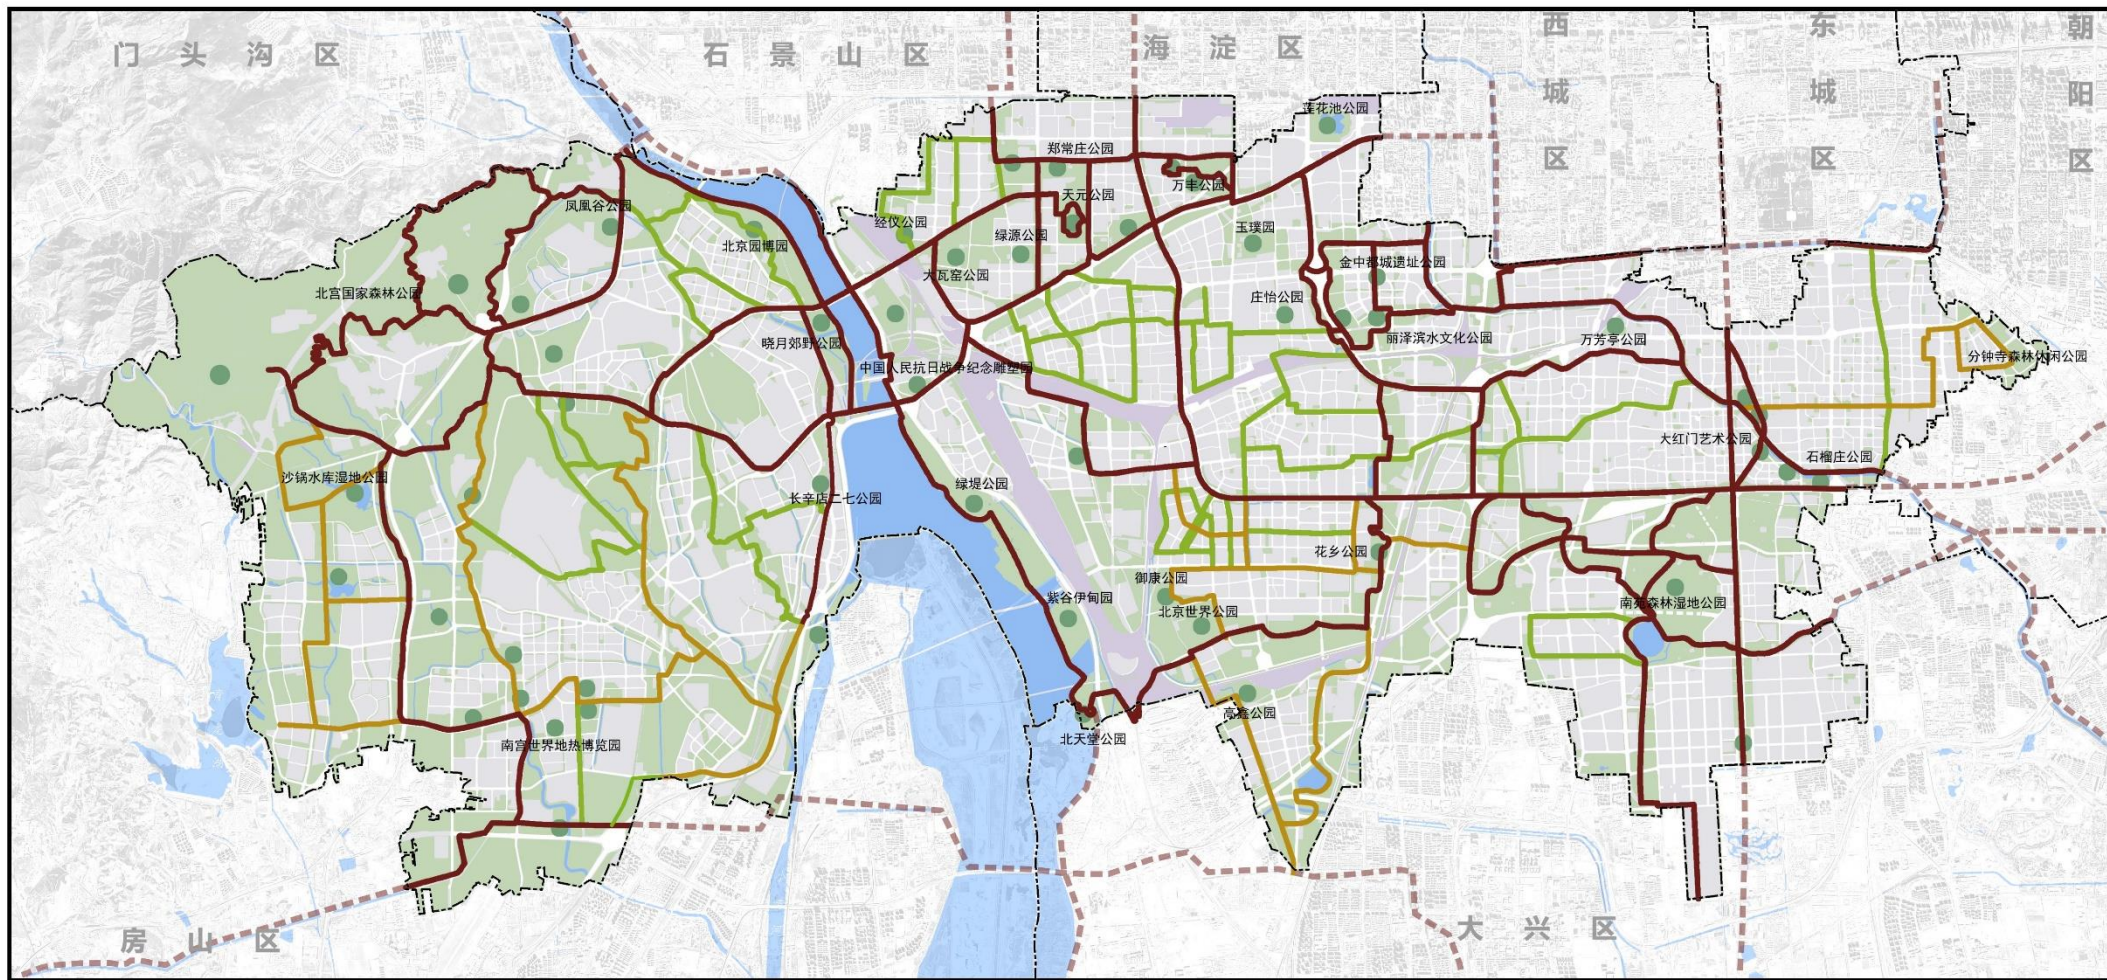 门头沟区
石景山区
海淀区
西城区
东城区
朝阳区
莲花池公园
郑常庄公园
万丰公园
天元公园
凤凰谷公园
经仪公园
玉璞园
绿源公园
北京园博园
金中都城遗址公园
大瓦窑公园
北宫国家森林公园
庄怡公园
丽泽滨水文化公园
万芳亭公园
晓月郊野公园
分钟寺森林休闲公园
中国人民抗日战争纪念雕塑园
大红门艺术公园
石榴庄公园
沙锅水库湿地公园
绿堤公园
长辛店二七公园
花乡公园
御康公园
紫谷伊甸园
南苑森林湿地公园
北京世界公园
高鑫公园
北天堂公园
南宫世界地热博览园
大兴区
房山区